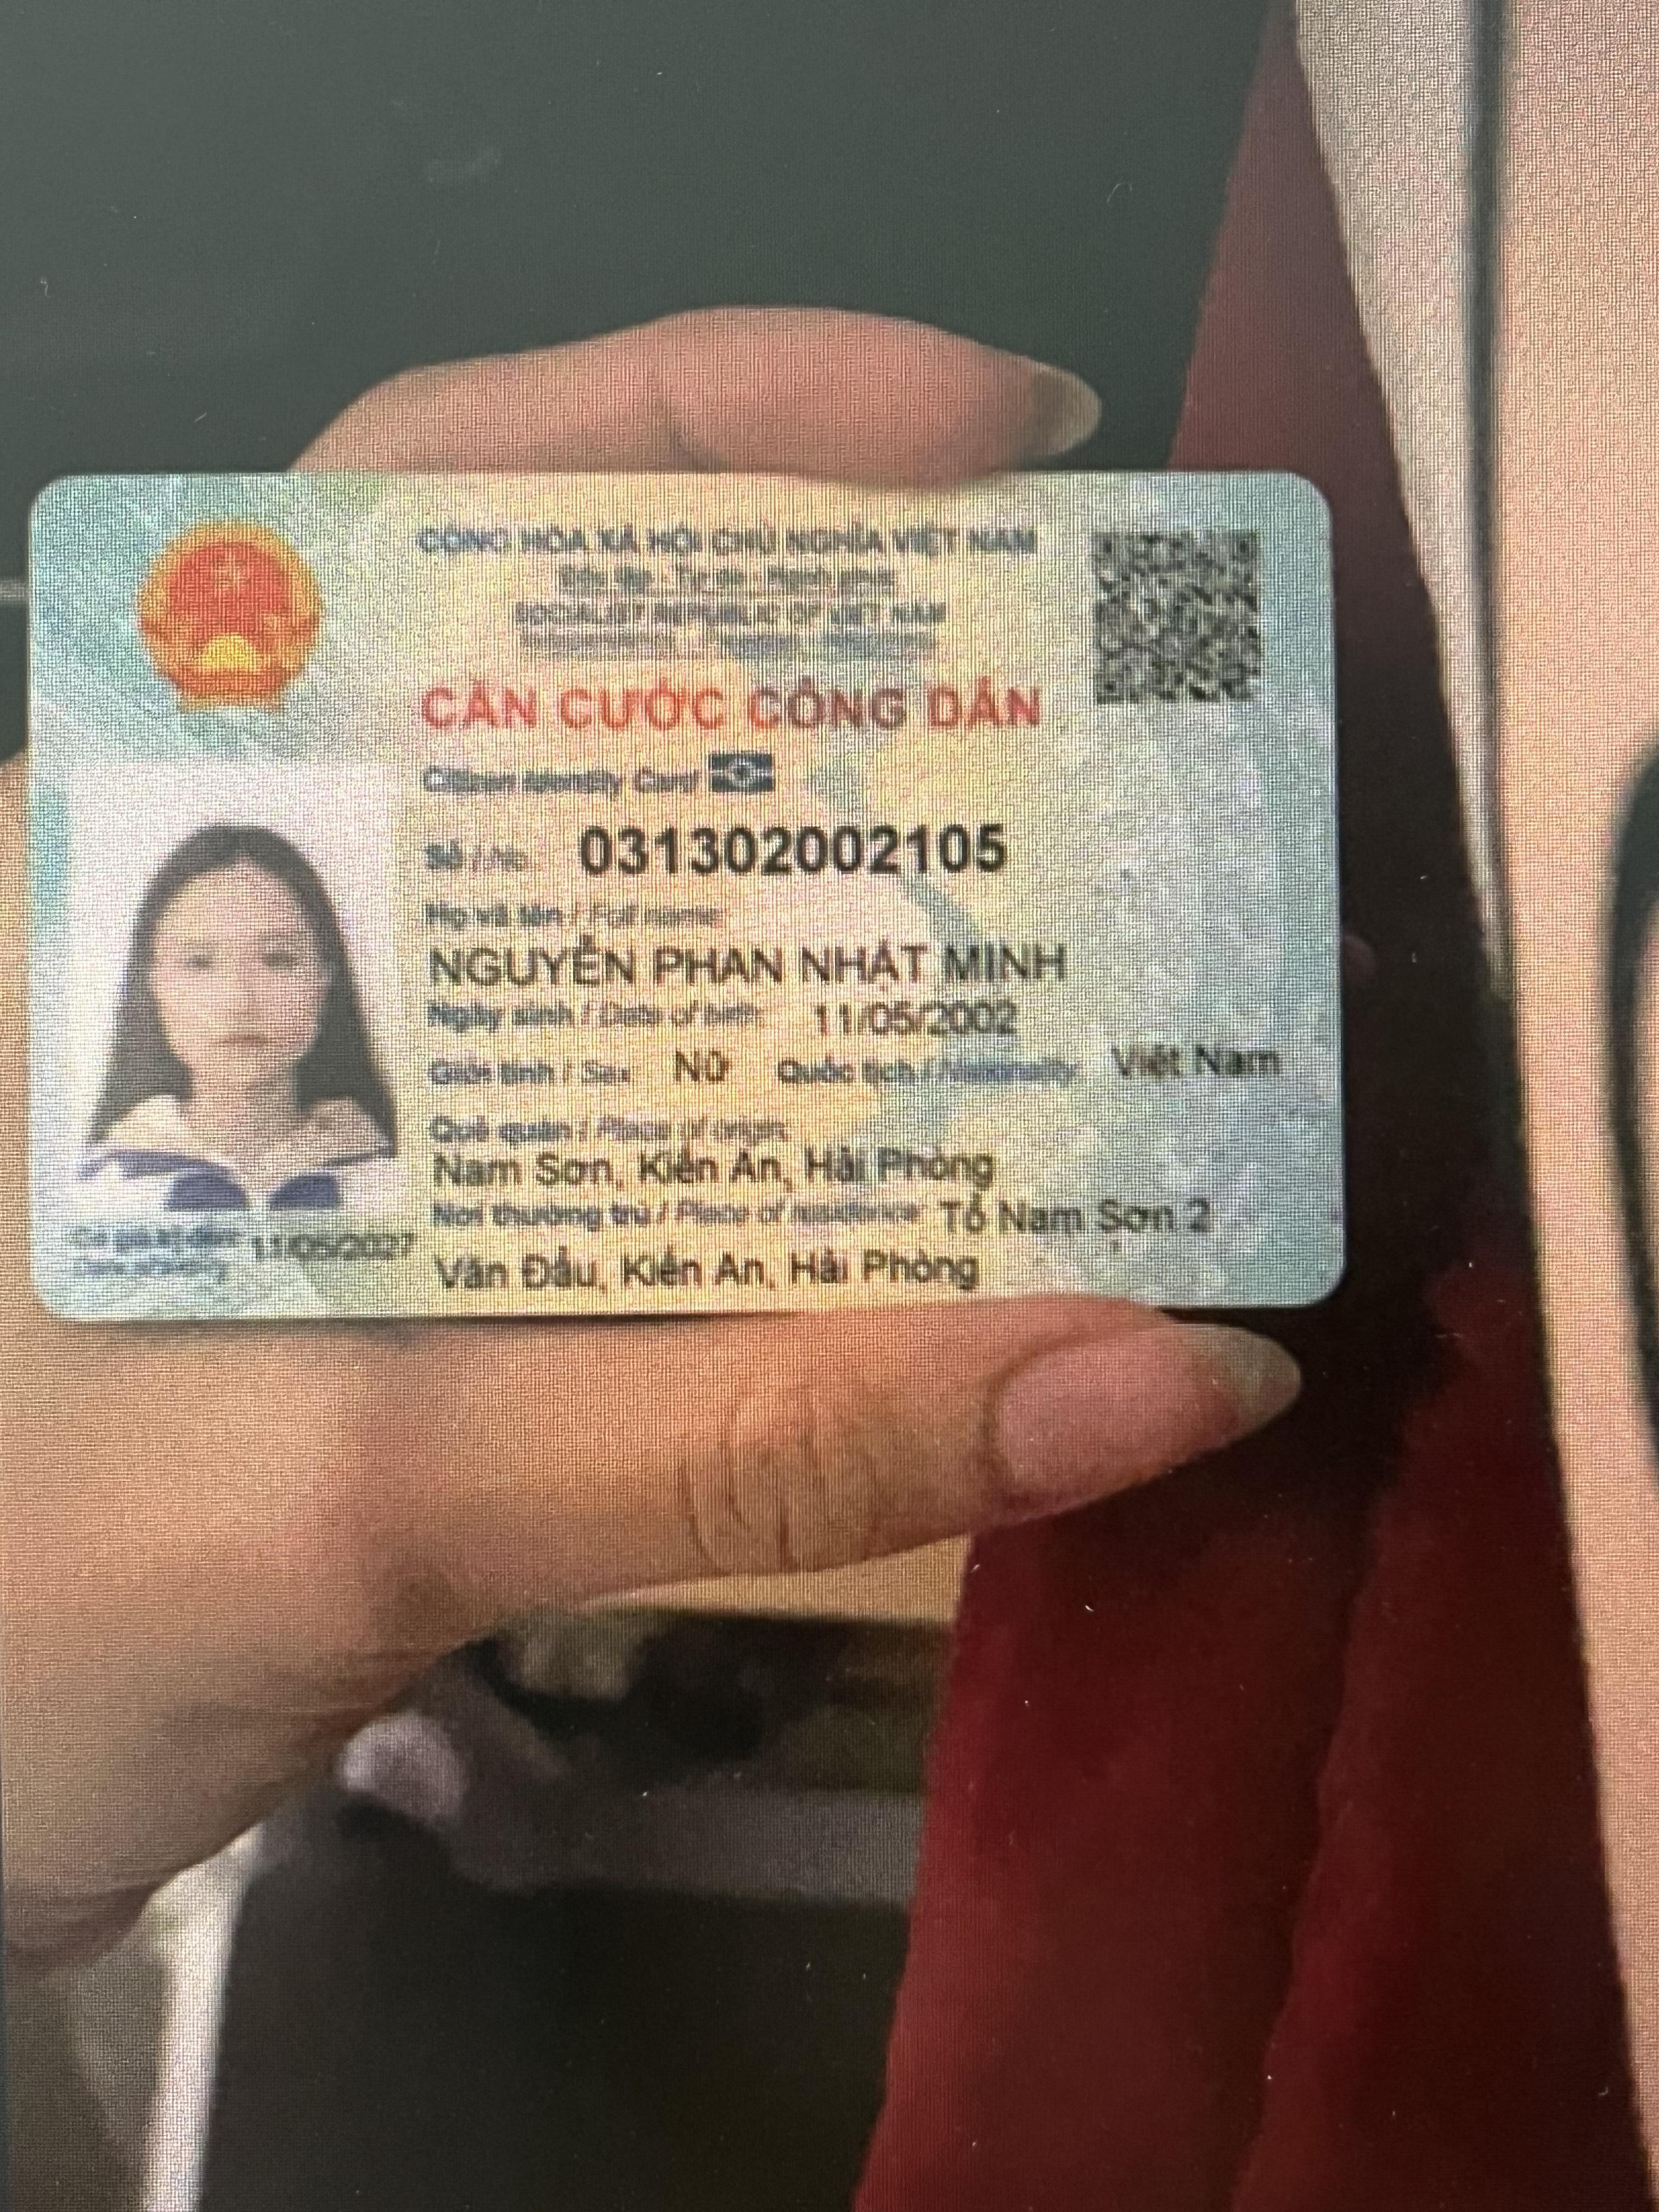 CỘNG HÒA XÃ HỘI CHỦ NGHĨA VIỆT NAM
Độc lập - Tự do - Hạnh phúc
SOCIALIST REPUBLIC OF VIET NAM
CĂN CƯỚC CÔNG DÂN
Citizen Identity Card
Số / No. 031302002105
Họ và tên / Full name:
NGUYỄN PHAN NHẬT MINH
Ngày sinh / Date of birth: 11/05/2002
Giới tính / Sex Nữ Quốc tịch / Nationality Việt Nam
Quê quán / Place of origin:
Nam Sơn, Kiến An, Hải Phòng
Nơi thường trú / Place of residence: Tổ Nam Sơn 2
Văn Đẩu, Kiến An, Hải Phòng
Có giá trị đến: 11/05/2027